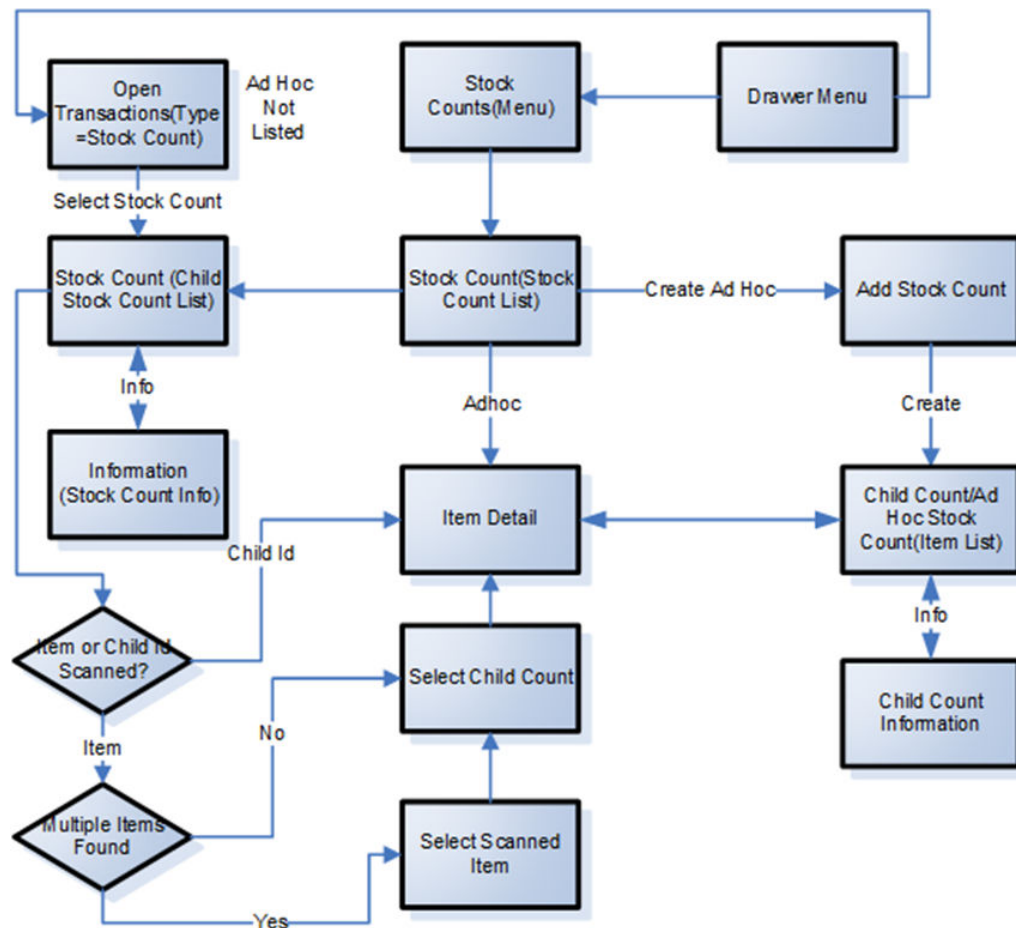 Open
Transactions(Type
=Stock Count)
Ad Hoc
Not
Listed
Stock
Counts(Menu)
Drawer Menu
Select Stock Count
Stock Count (Child
Stock Count List)
Stock Count(Stock
Count List)
Create Ad Hoc
Add Stock Count
Info
Adhoc
Create
Information
(Stock Count Info)
Item Detail
Child Count/Ad
Hoc Stock
Count(Item List)
Child Id
Info
Item or Child Id
Scanned?
Select Child Count
Child Count
Information
No
Item
Multiple Items
Found
Select Scanned
Item
Yes